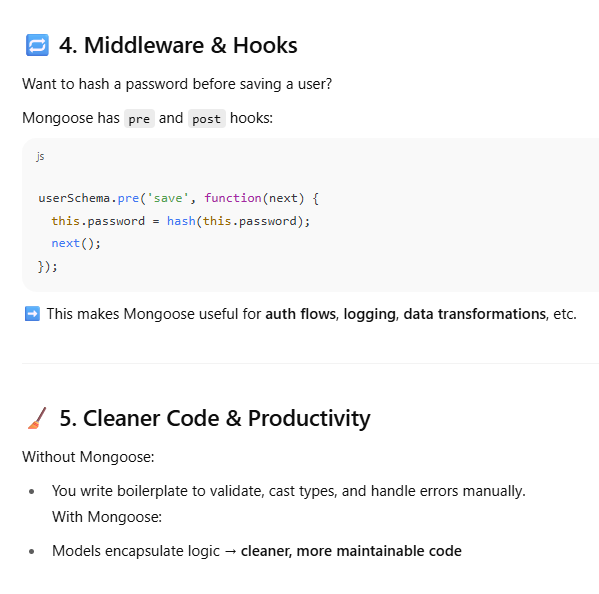 🔁 4. Middleware & Hooks
Want to hash a password before saving a user?
Mongoose has pre and post hooks:
js
userSchema.pre('save', function(next) {
  this.password = hash(this.password);
  next();
});
➡️ This makes Mongoose useful for auth flows, logging, data transformations, etc.
🧹 5. Cleaner Code & Productivity
Without Mongoose:
• You write boilerplate to validate, cast types, and handle errors manually.
With Mongoose:
• Models encapsulate logic → cleaner, more maintainable code